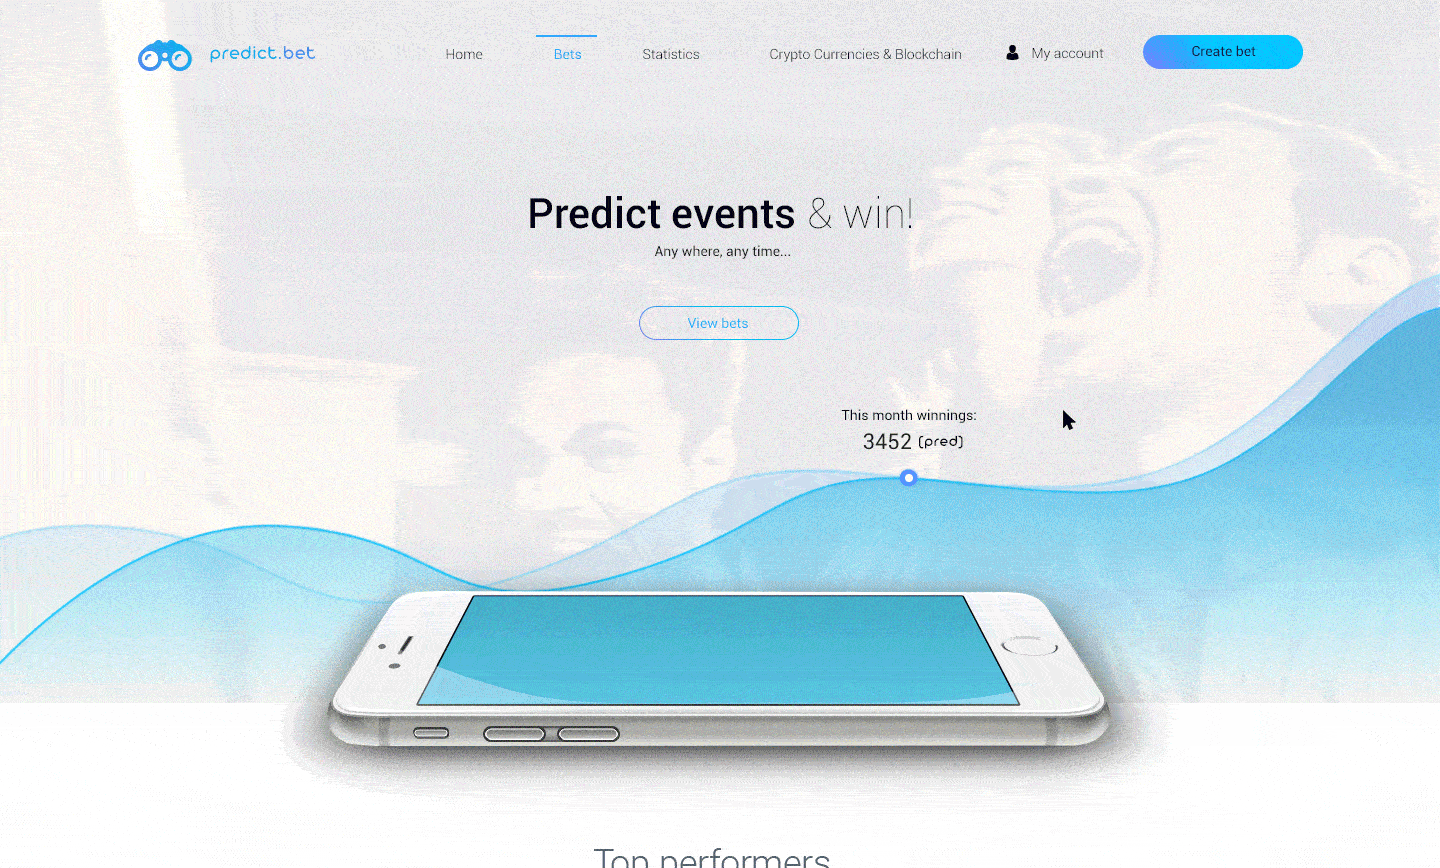 predict.bet
Home
Bets
Statistics
Crypto Currencies & Blockchain
My account
Create bet
Predict events & win!
Any where, any time...
View bets
This month winnings:
3452 (pred)
Top performers